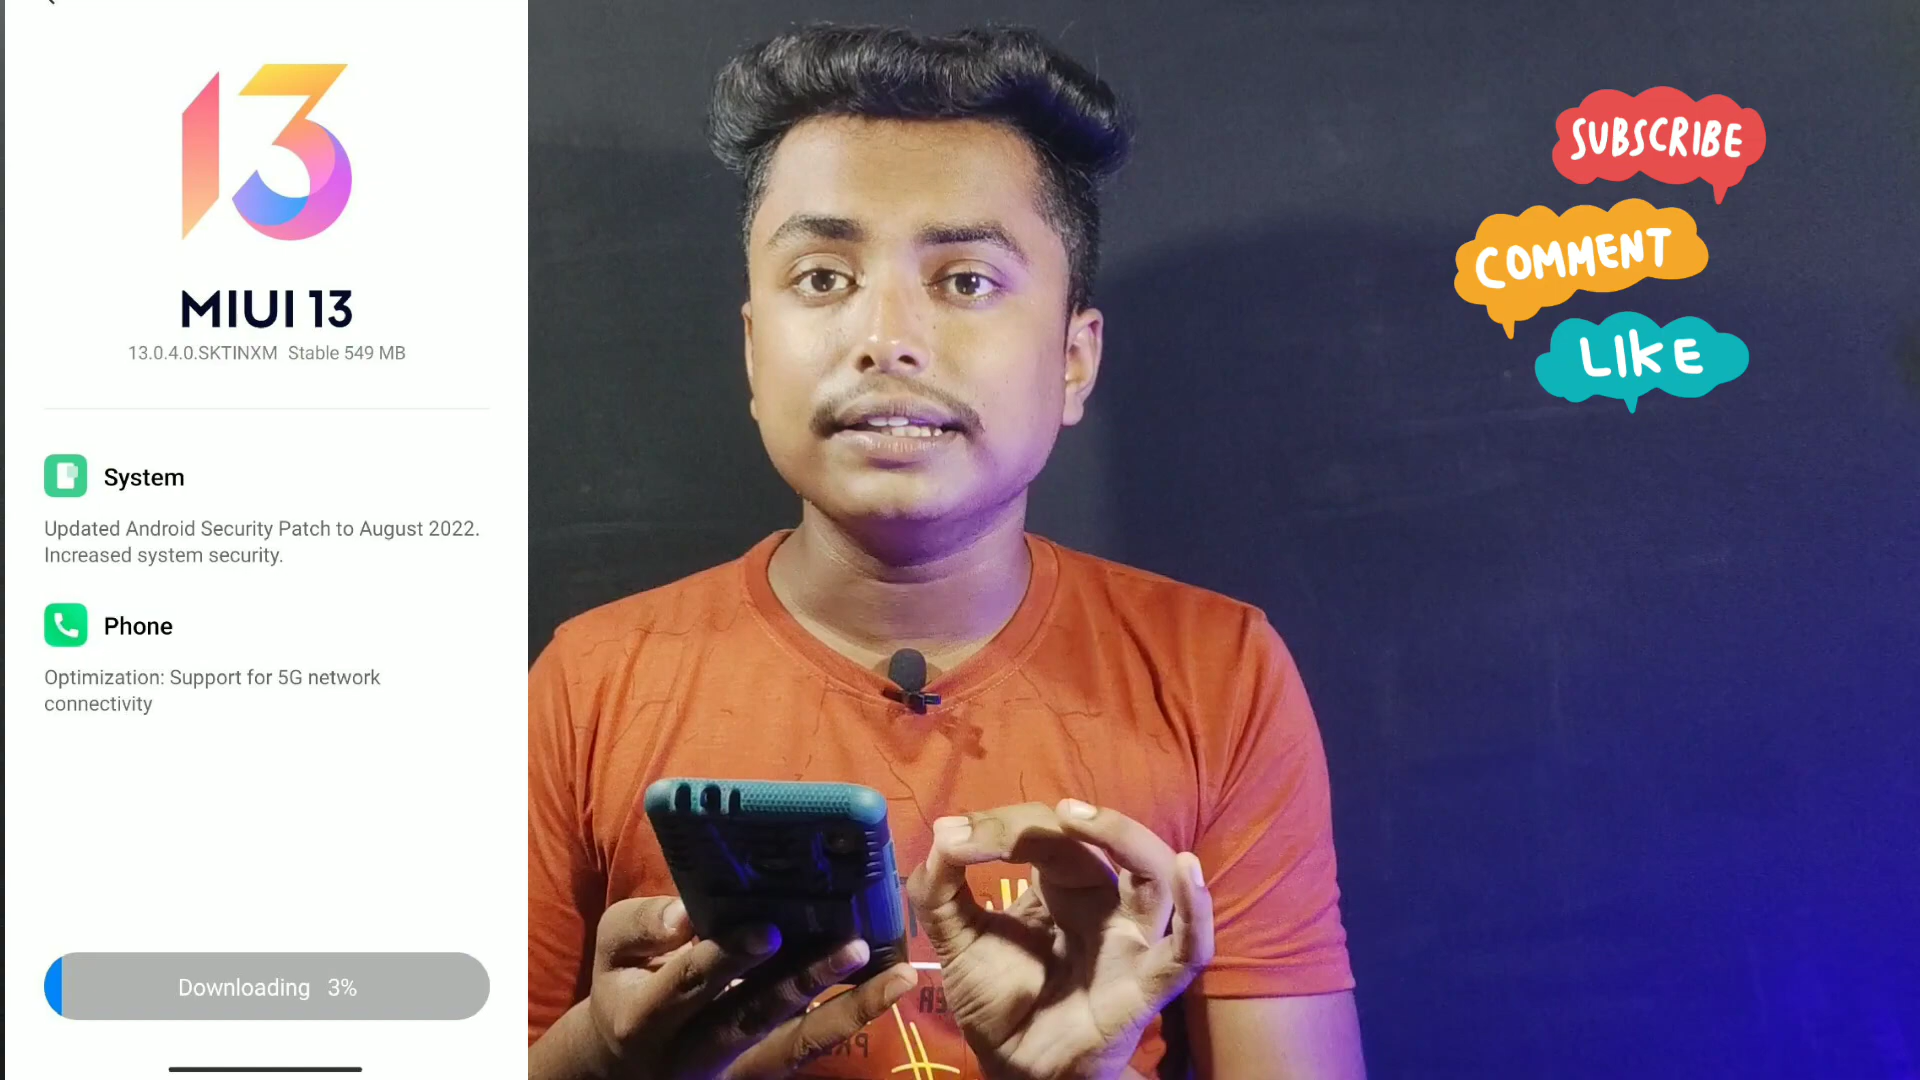 13
MIUI 13
13.0.4.0.SKTINXM Stable 549 MB
System
Updated Android Security Patch to August 2022.
Increased system security.
Phone
Optimization: Support for 5G network
connectivity
Downloading 3%
SUBSCRIBE
COMMENT
LIKE